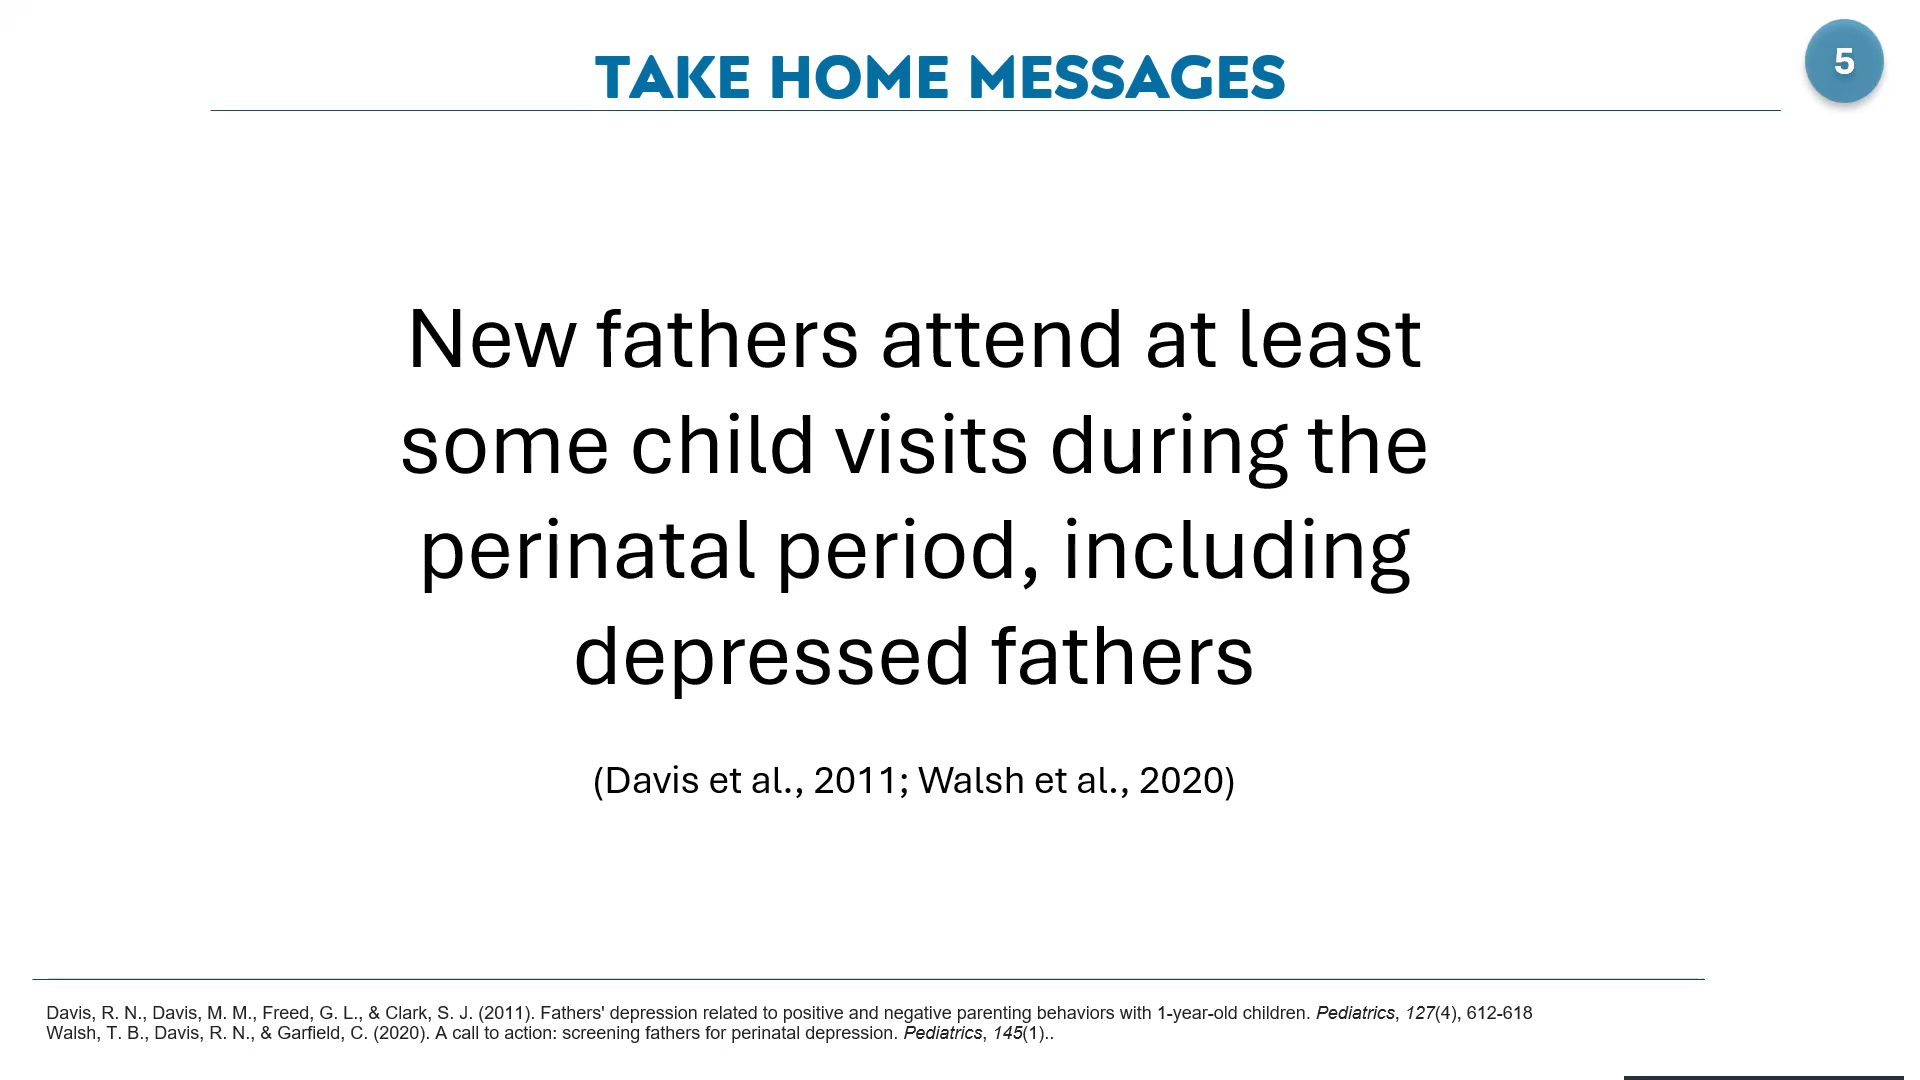 TAKE HOME MESSAGES
5
New fathers attend at least
some child visits during the
perinatal period, including
depressed fathers
(Davis et al., 2011; Walsh et al., 2020)
Davis, R. N., Davis, M. M., Freed, G. L., & Clark, S. J. (2011). Fathers' depression related to positive and negative parenting behaviors with 1-year-old children. Pediatrics, 127(4), 612-618
Walsh, T. B., Davis, R. N., & Garfield, C. (2020). A call to action: screening fathers for perinatal depression. Pediatrics, 145(1)..